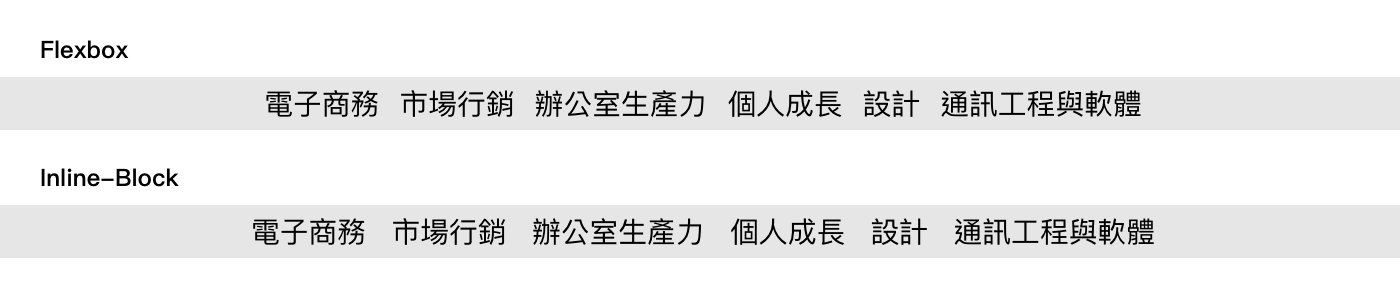 Flexbox
電子商務 市場行銷 辦公室生產力 個人成長 設計 通訊工程與軟體
Inline-Block
電子商務 市場行銷 辦公室生產力 個人成長 設計 通訊工程與軟體